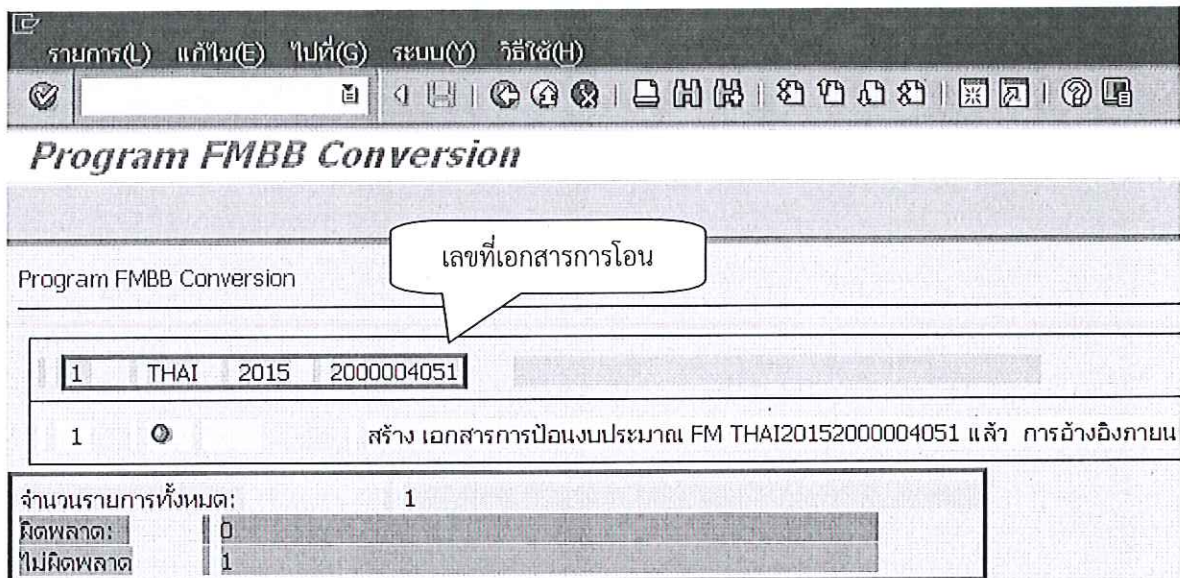 รายการ(L) แก้ไข(E) ไปที่(G) ระบบ(Y) วิธีใช้(H)
Program FMBB Conversion
เลขที่เอกสารการโอน
Program FMBB Conversion
1 THAI 2015 2000004051
1 สร้าง เอกสารการป้อนงบประมาณ FM THAI20152000004051 แล้ว การอ้างอิงภายน
จำนวนรายการทั้งหมด: 1
ผิดพลาด: 0
ไม่ผิดพลาด 1